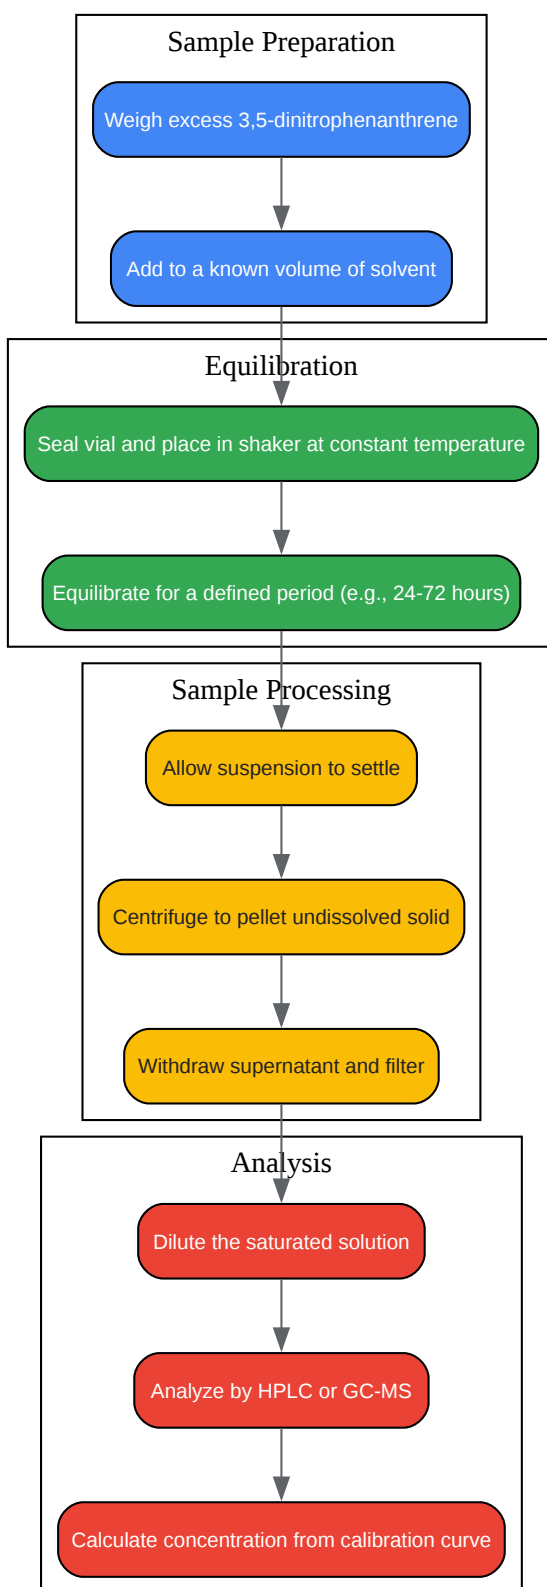 Sample Preparation
Weigh excess 3,5-dinitrophenanthrene
Add to a known volume of solvent
Equilibration
Seal vial and place in shaker at constant temperature
Equilibrate for a defined period (e.g., 24-72 hours)
Sample Processing
Allow suspension to settle
Centrifuge to pellet undissolved solid
Withdraw supernatant and filter
Analysis
Dilute the saturated solution
Analyze by HPLC or GC-MS
Calculate concentration from calibration curve